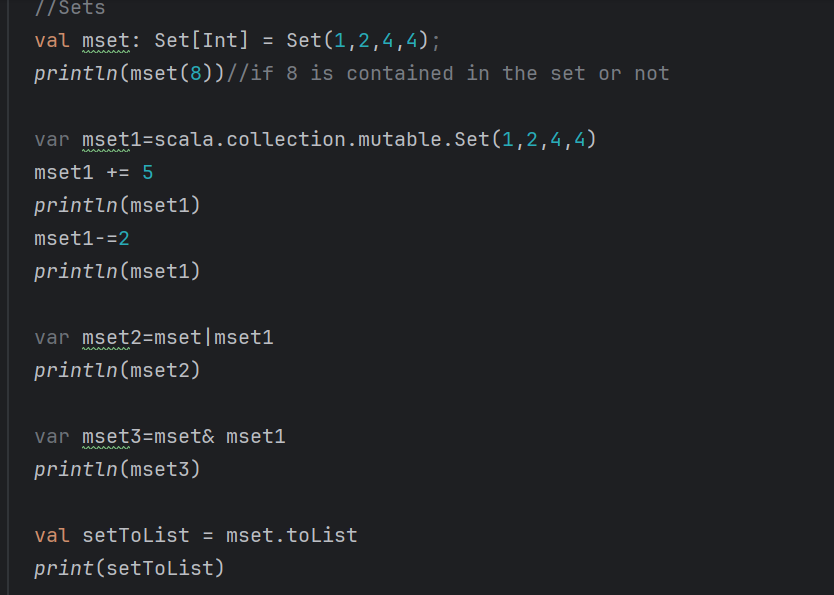 //Sets
val mset: Set[Int] = Set(1,2,4,4);
println(mset(8))//if 8 is contained in the set or not
var mset1=scala.collection.mutable.Set(1,2,4,4)
mset1 += 5
println(mset1)
mset1-=2
println(mset1)
var mset2=mset|mset1
println(mset2)
var mset3=mset& mset1
println(mset3)
val setToList = mset.toList
print(setToList)